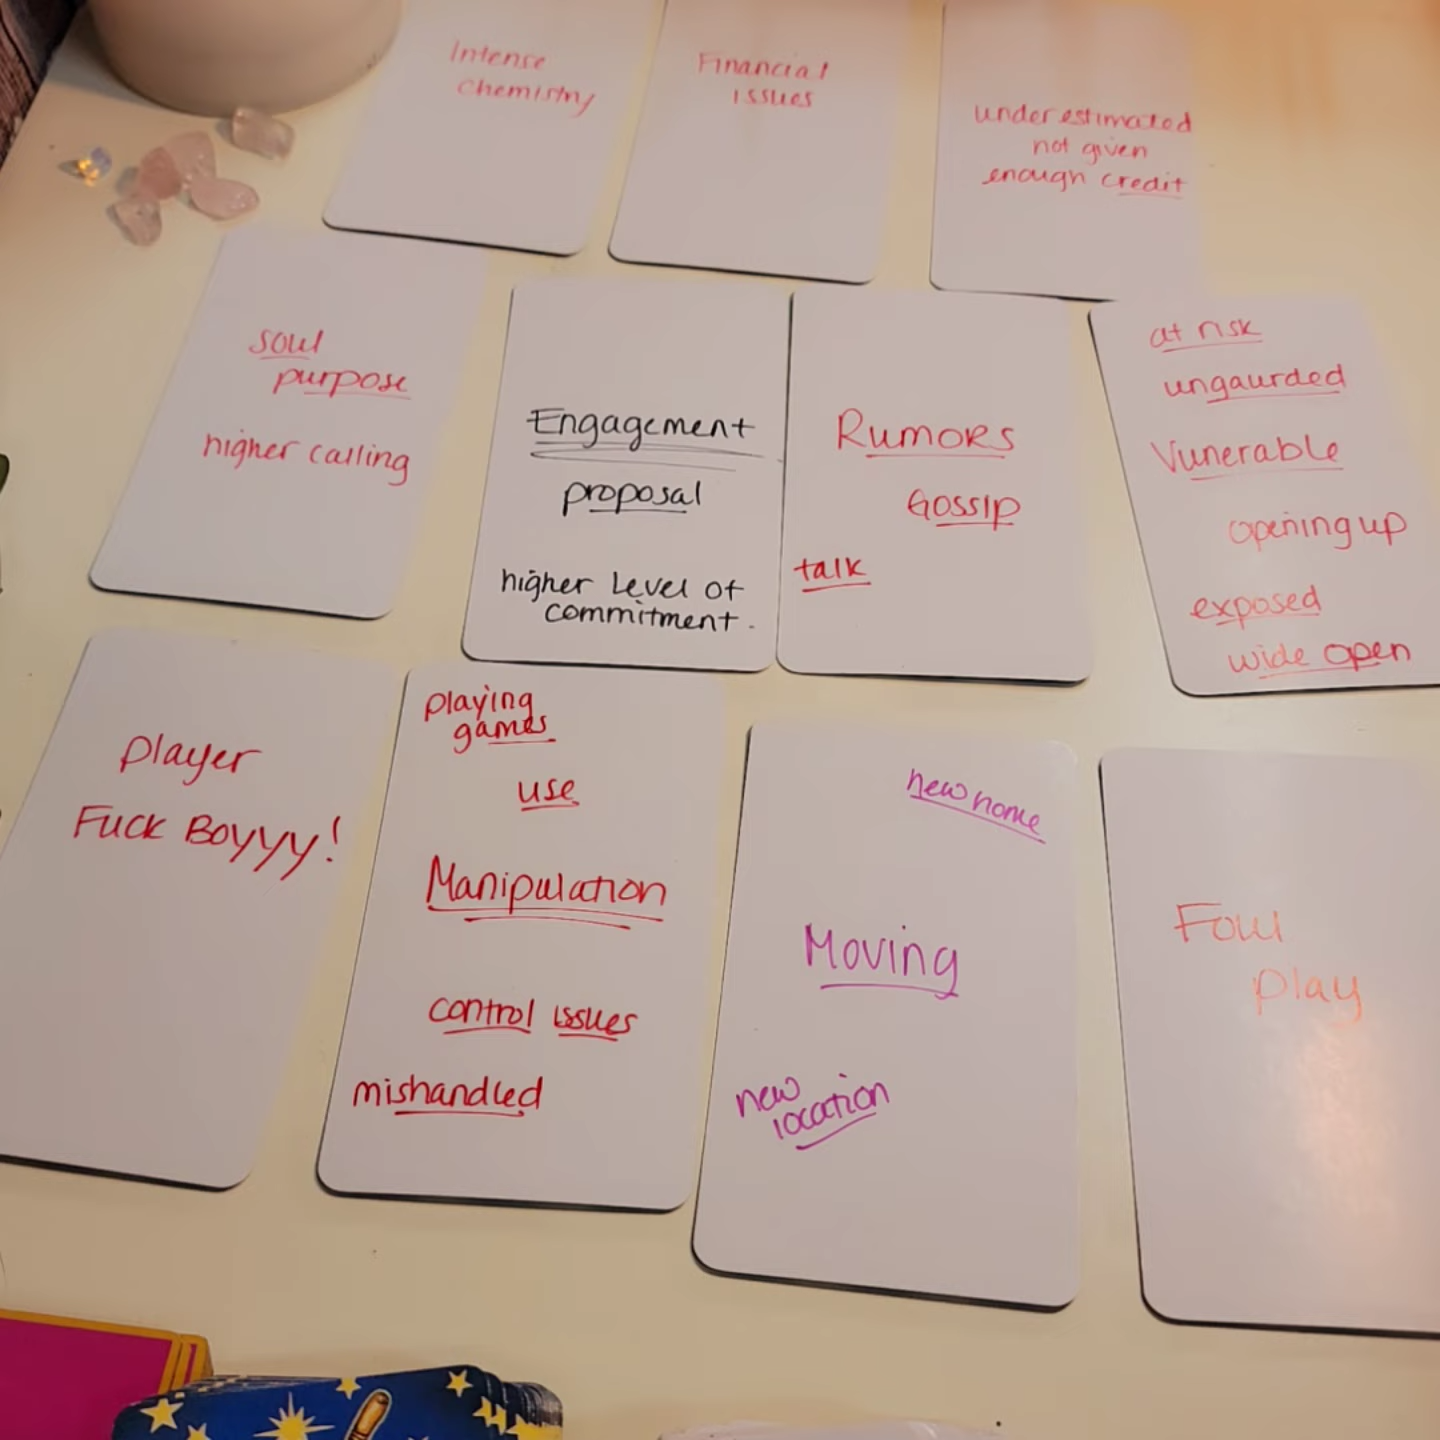 Intense
chemistry
Financial
issues
underestimated
not given
enough credit
soul
purpose
higher calling
Engagement
proposal
higher Level of
commitment.
Rumors
Gossip
talk
at risk
ungaurded
Vunerable
opening up
exposed
wide open
player
Fuck Boyyy!
playing
games
use
Manipulation
control issues
mishandled
new home
Moving
new
location
Foul
play